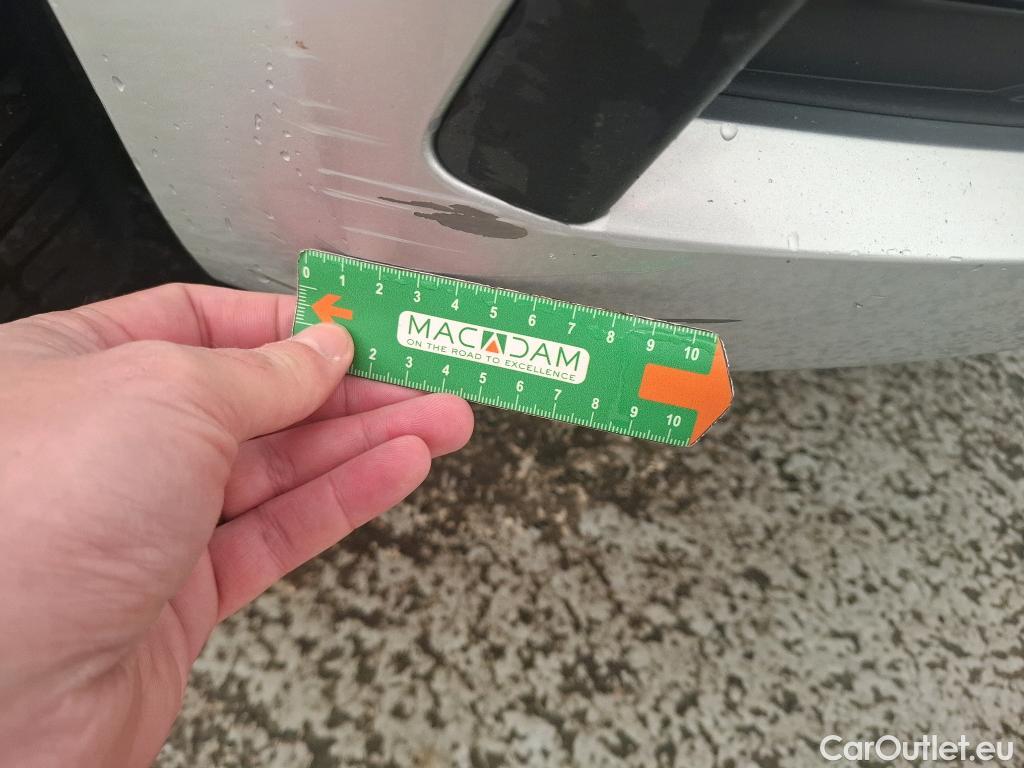 0 1 2 3 4 5 6 7 8 9 10
MACADAM
ON THE ROAD TO EXCELLENCE
2 3 4 5 6 7 8 9 10
CarOutlet.eu